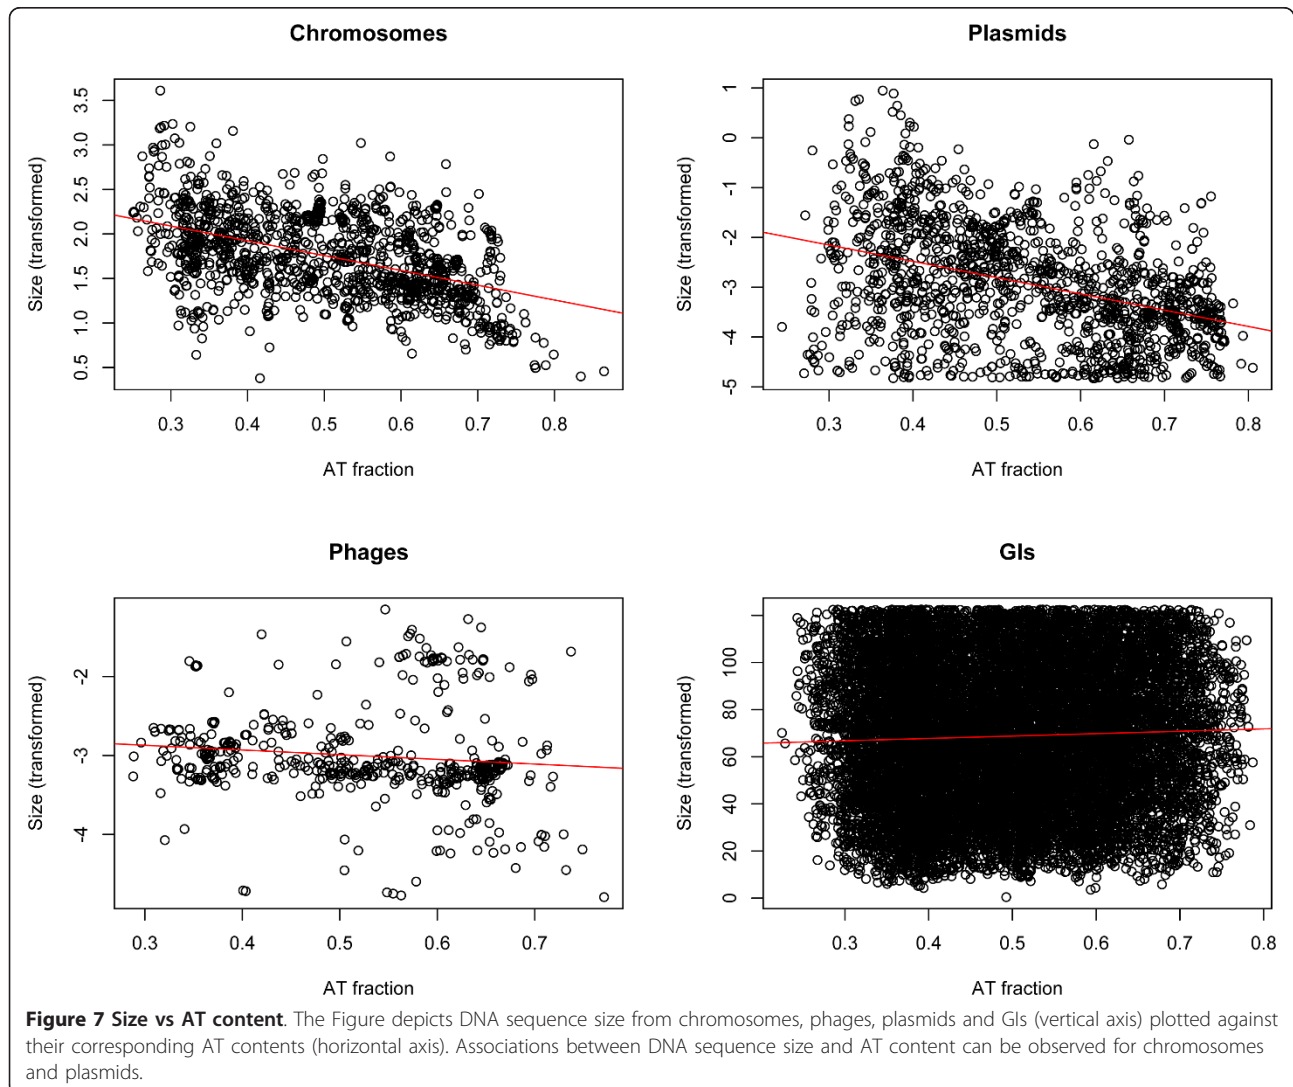 Chromosomes
Size (transformed)
3.5
3.0
2.5
2.0
1.5
1.0
0.5
0.3 0.4 0.5 0.6 0.7 0.8
AT fraction
Plasmids
Size (transformed)
1
0
-1
-2
-3
-4
-5
0.3 0.4 0.5 0.6 0.7 0.8
AT fraction
Phages
Size (transformed)
-2
-3
-4
0.3 0.4 0.5 0.6 0.7
AT fraction
GIs
Size (transformed)
100
80
60
40
20
0
0.3 0.4 0.5 0.6 0.7 0.8
AT fraction
Figure 7 Size vs AT content. The Figure depicts DNA sequence size from chromosomes, phages, plasmids and GIs (vertical axis) plotted against
their corresponding AT contents (horizontal axis). Associations between DNA sequence size and AT content can be observed for chromosomes
and plasmids.